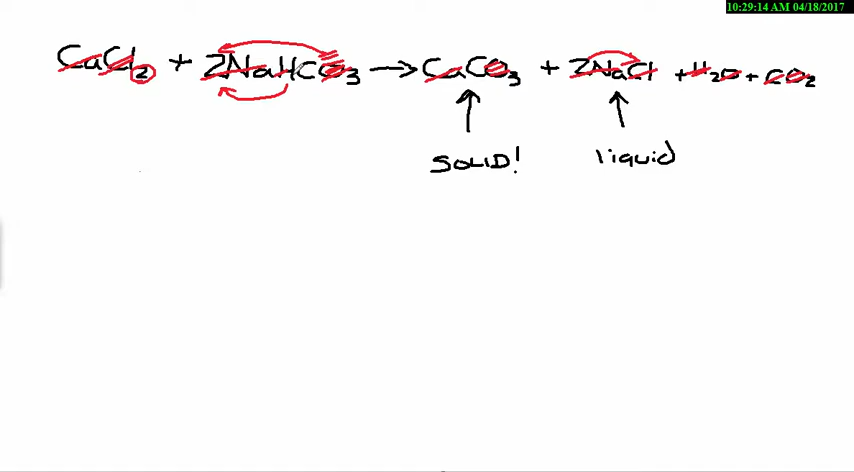 10:29:14 AM 04/18/2017
CaCl2 + 2NaHCO3 → CaCO3 + 2NaCl + H2O + CO2
SOLID! liquid